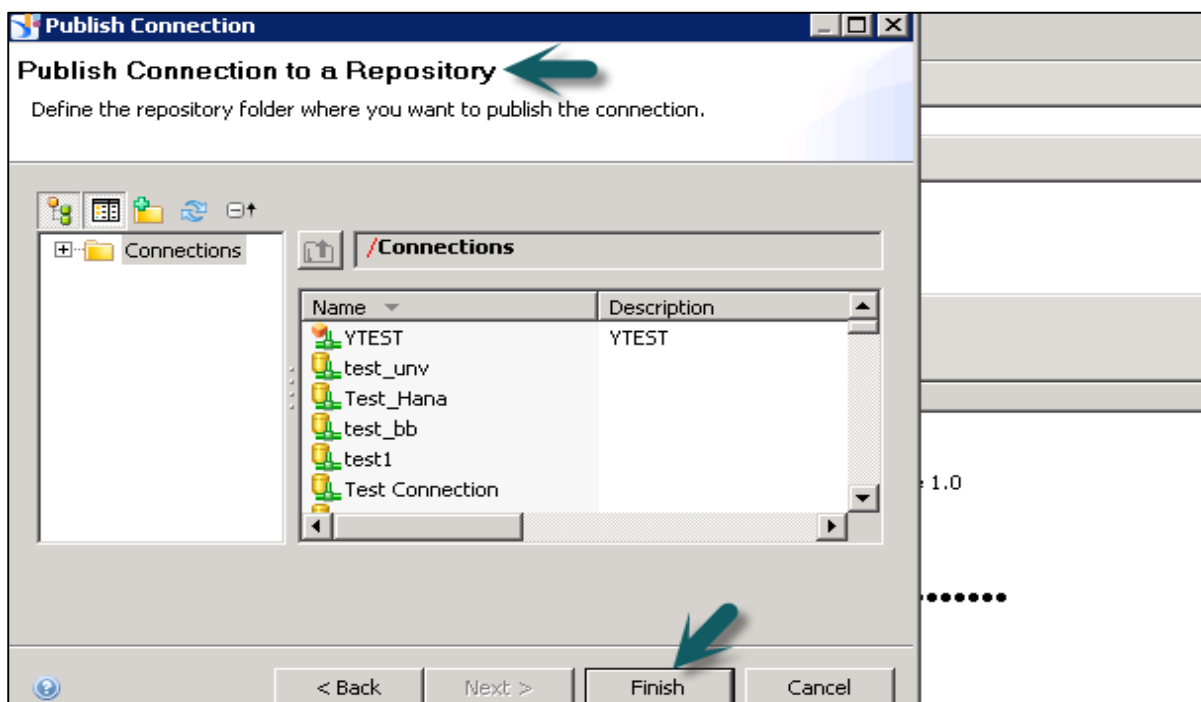 Publish Connection
Publish Connection to a Repository
Define the repository folder where you want to publish the connection.
Connections
/Connections
Name Description
YTEST YTEST
test_unv
Test_Hana
test_bb
test1
Test Connection
1.0
•••••••
< Back Next > Finish Cancel